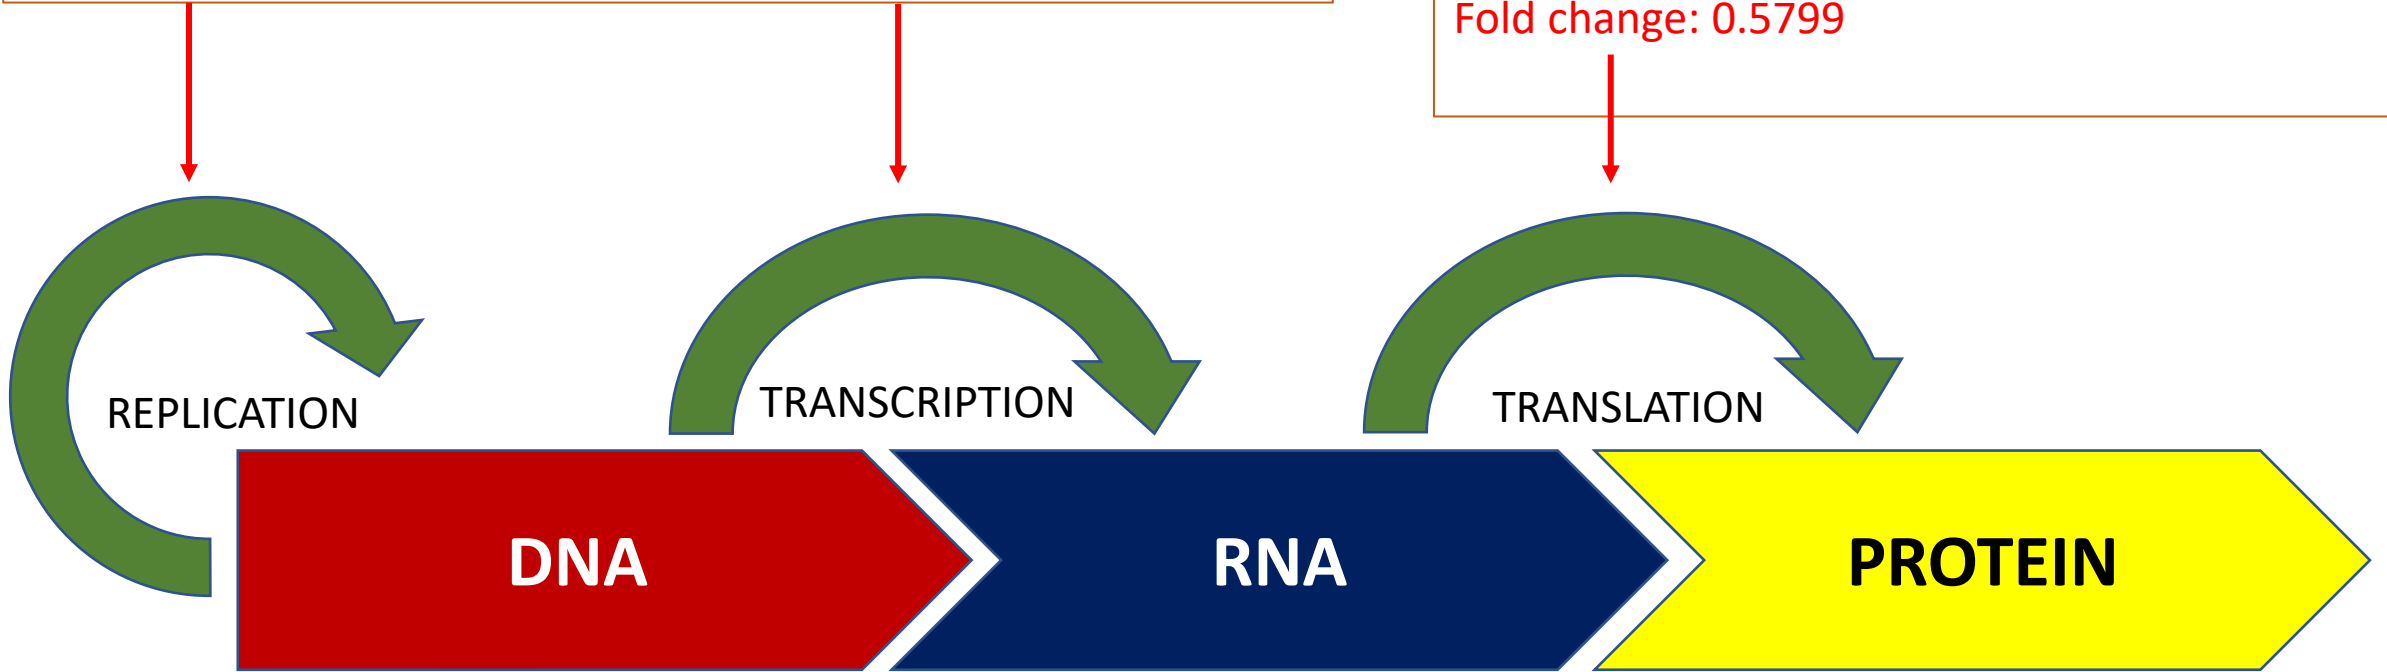 Fold change: 0.5799
REPLICATION
TRANSCRIPTION
TRANSLATION
DNA
RNA
PROTEIN